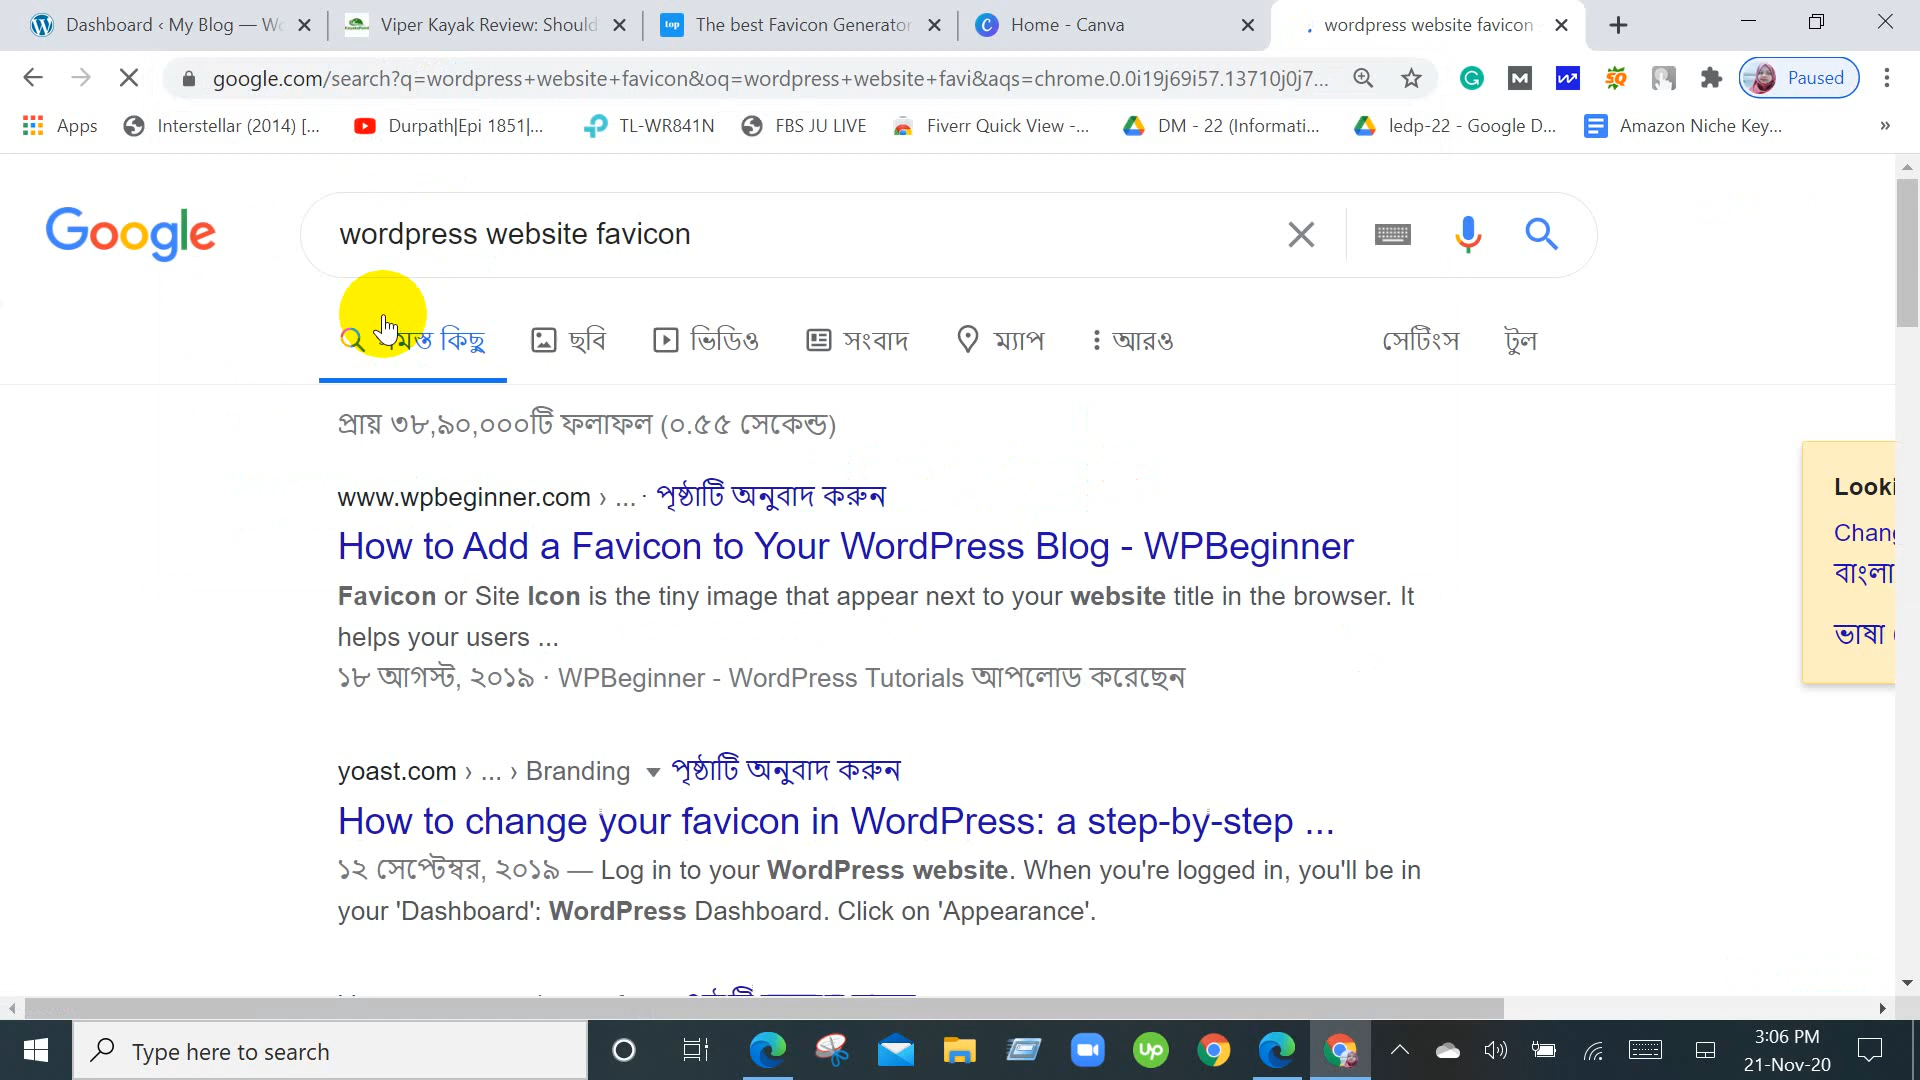 Dashboard ‹ My Blog — Wo
Viper Kayak Review: Should
top
The best Favicon Generator
C
Home - Canva
wordpress website favicon
google.com/search?q=wordpress+website+favicon&oq=wordpress+website+favi&aqs=chrome.0.0i19j69i57.13710j0j7...
Paused
Apps
Interstellar (2014) [...
Durpath|Epi 1851|...
TL-WR841N
FBS JU LIVE
Fiverr Quick View -...
DM - 22 (Informati...
ledp-22 - Google D...
Amazon Niche Key...
»
Google
wordpress website favicon
কিছু
ছবি
ভিডিও
সংবাদ
ম্যাপ
আরও
সেটিংস
টুল
প্রায় ৩৮,৯০,০০০টি ফলাফল (০.৫৫ সেকেন্ড)
www.wpbeginner.com › ... · পৃষ্ঠাটি অনুবাদ করুন
How to Add a Favicon to Your WordPress Blog - WPBeginner
Favicon or Site Icon is the tiny image that appear next to your website title in the browser. It
helps your users ...
১৮ আগস্ট, ২০১৯ · WPBeginner - WordPress Tutorials আপলোড করেছেন
Looki
Chang
বাংলা
ভাষা
yoast.com › ... › Branding ▾ পৃষ্ঠাটি অনুবাদ করুন
How to change your favicon in WordPress: a step-by-step ...
১২ সেপ্টেম্বর, ২০১৯ — Log in to your WordPress website. When you're logged in, you'll be in
your 'Dashboard': WordPress Dashboard. Click on 'Appearance'.
Type here to search
Up
3:06 PM
21-Nov-20